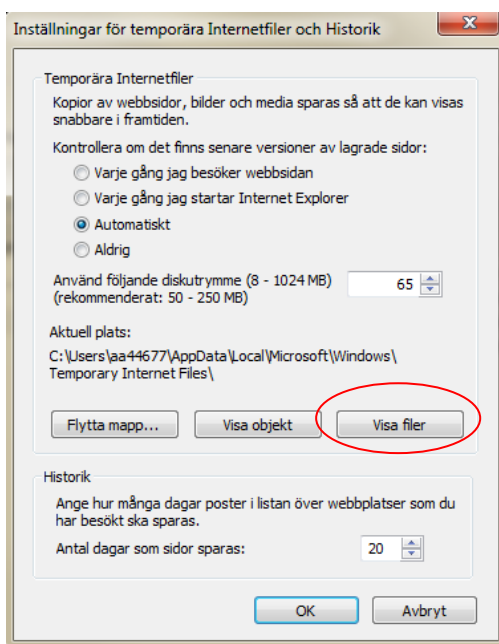 Inställningar för temporära Internetfiler och Historik
Temporära Internetfiler
Kopior av webbsidor, bilder och media sparas så att de kan visas
snabbare i framtiden.
Kontrollera om det finns senare versioner av lagrade sidor:
Varje gång jag besöker webbsidan
Varje gång jag startar Internet Explorer
Automatiskt
Aldrig
Använd följande diskutrymme (8 - 1024 MB) 65
(rekommenderat: 50 - 250 MB)
Aktuell plats:
C:\Users\aa44677\AppData\Local\Microsoft\Windows\
Temporary Internet Files\
Flytta mapp... Visa objekt Visa filer
Historik
Ange hur många dagar poster i listan över webbplatser som du
har besökt ska sparas.
Antal dagar som sidor sparas: 20
OK Avbryt